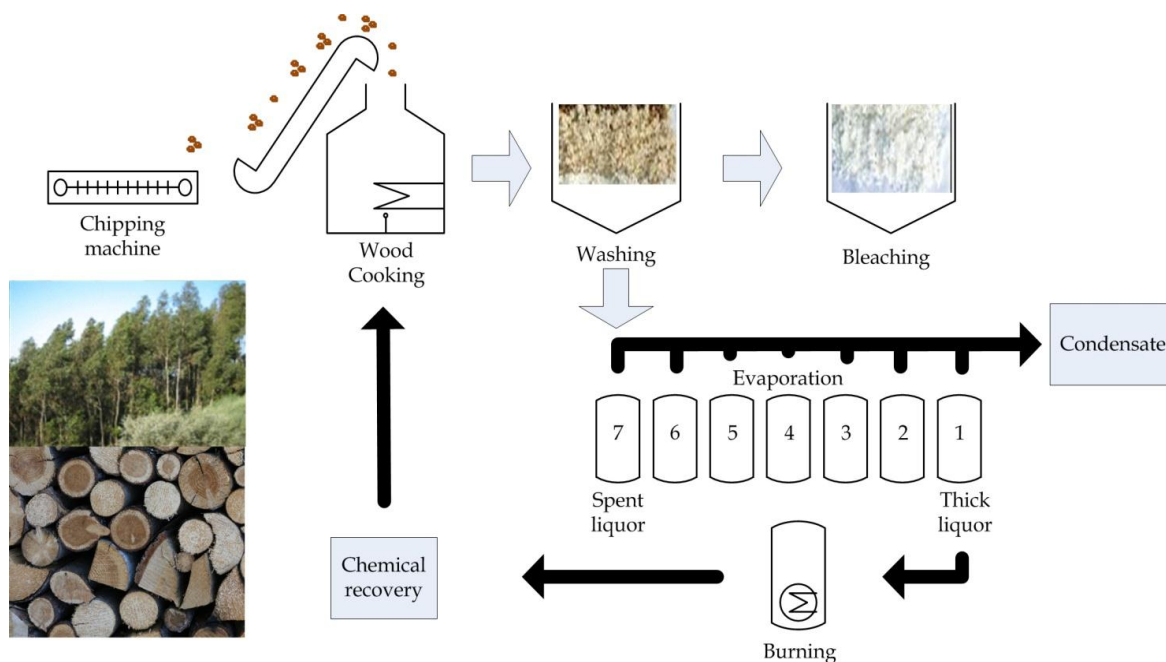 Chipping
machine
Wood
Cooking
Washing
Bleaching
Condensate
Evaporation
7
6
5
4
3
2
1
Spent
liquor
Thick
liquor
Chemical
recovery
Burning